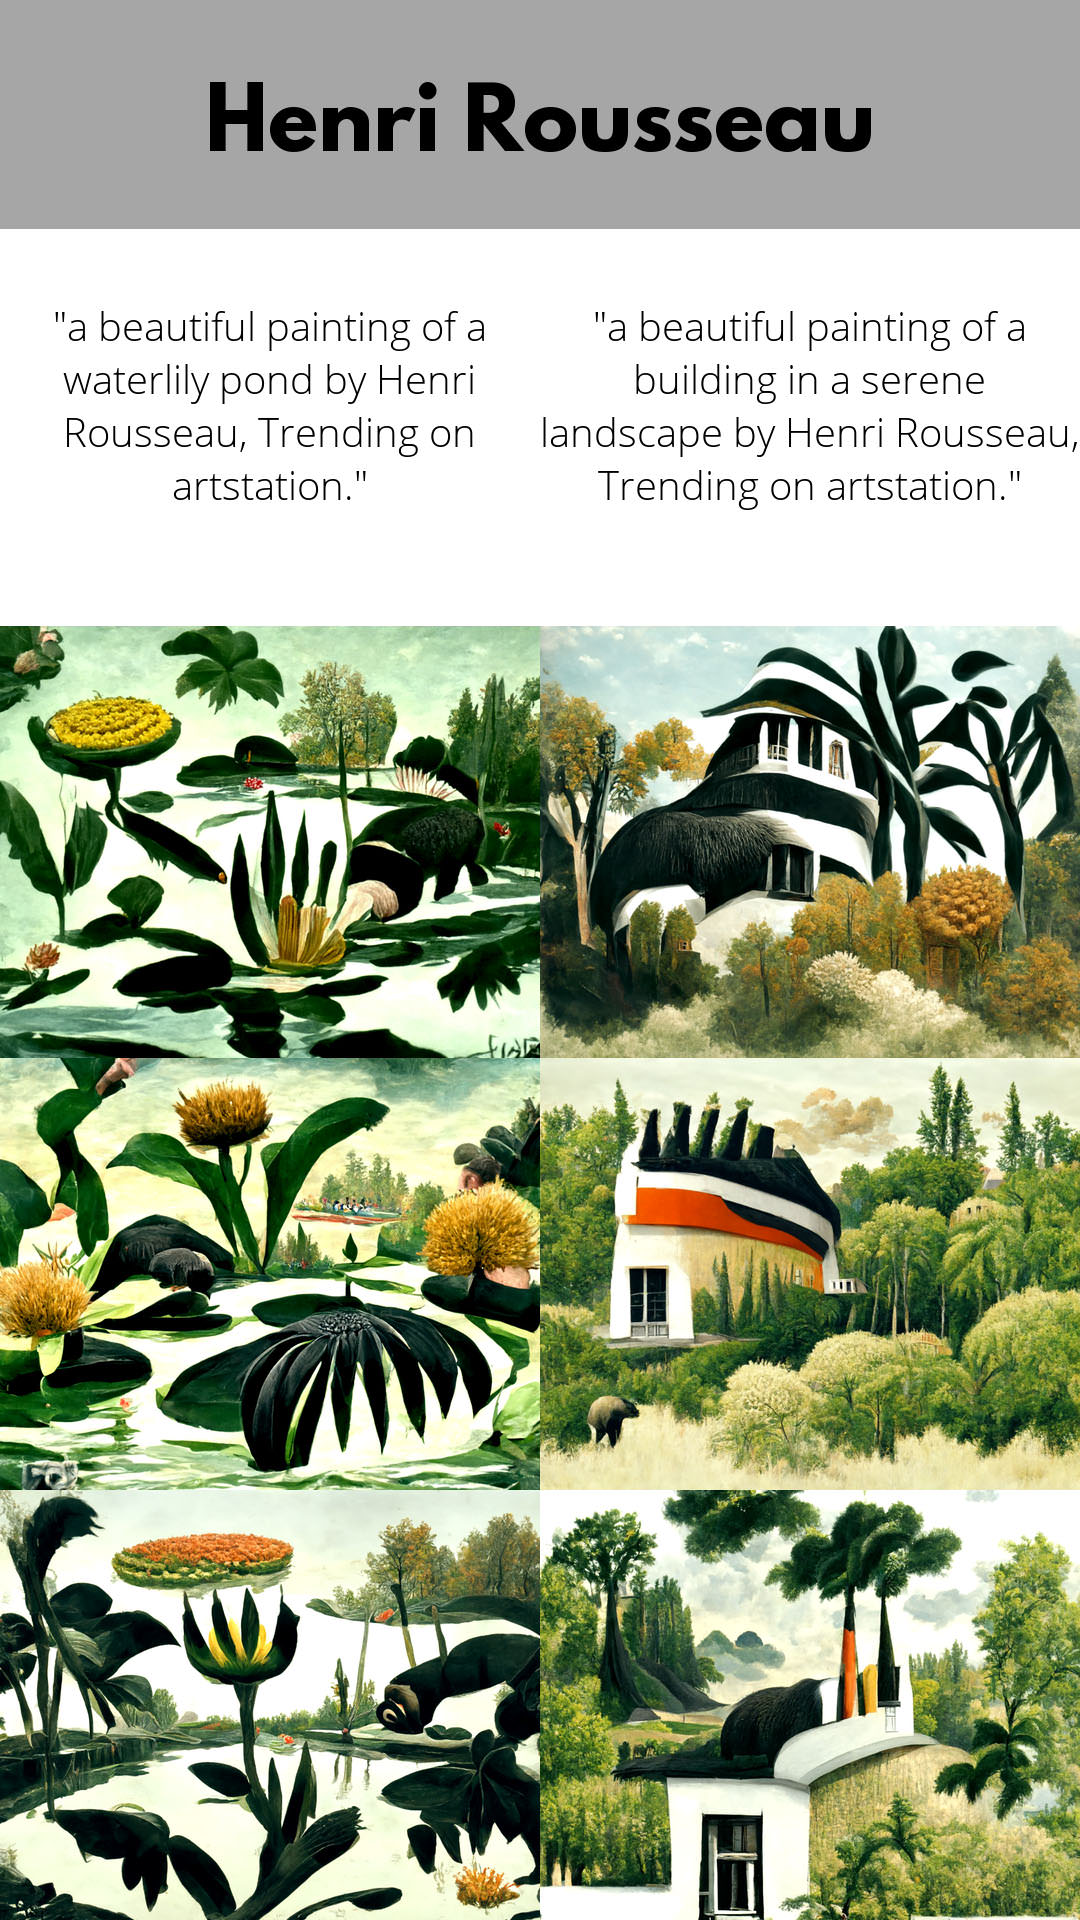 Henri Rousseau
"a beautiful painting of a
waterlily pond by Henri
Rousseau, Trending on
artstation."
"a beautiful painting of a
building in a serene
landscape by Henri Rousseau,
Trending on artstation."